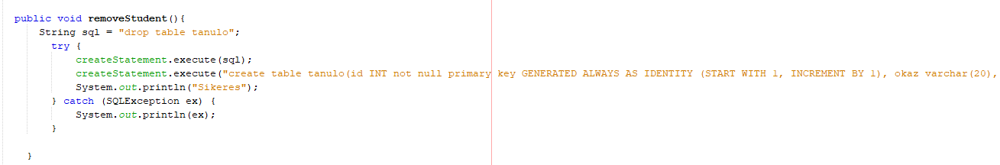 public void removeStudent(){
String sql = "drop table tanulo";
try {
createStatement.execute(sql);
createStatement.execute("create table tanulo(id INT not null primary key GENERATED ALWAYS AS IDENTITY (START WITH 1, INCREMENT BY 1), okaz varchar(20),
System.out.println("Sikeres");
} catch (SQLException ex) {
System.out.println(ex);
}
}